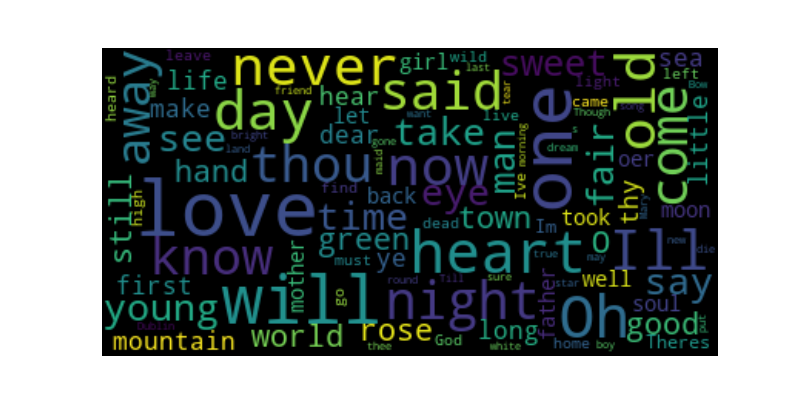 leave
never
girl
wild
last
sweet
old
sea
left
heard
away
may
life
friend
hear
said
tear
light
Bow
make
day
let
want
live
one
came
Though
song
come
little
see
bright
land
dear
gone
take
man
morning
s
dream
fair
oer
hand
thou
maid
now
Ive
still
high
love
find
back
eye
thy
Mary
moon
time
dead
town
Im
took
know
mother
green
must
ye
heart
true
O
may
Ill
new
die
first
will
go
round
Till
night
sure
father
star
well
say
soul
young
Dublin
mountain
world
rose
thee
God
long
white
Oh
home
boy
good
put
Theres